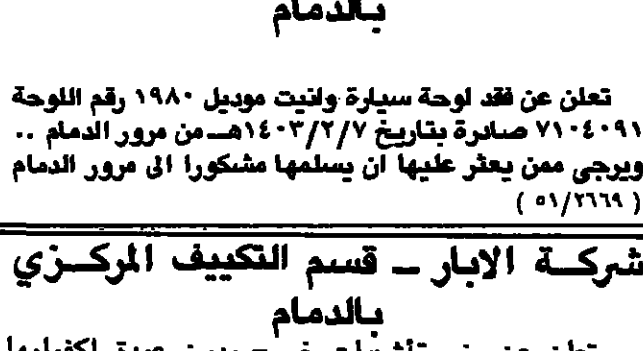 بالدمام
تعلن عن فقد لوحة سيارة وانيت موديل ١٩٨٠ رقم اللوحة
٧١٠٤٠٩١ صادرة بتاريخ ١٤٠٣/٢/٧هـ من مرور الدمام ..
ويرجى ممن يعثر عليها ان يسلمها مشكورا الى مرور الدمام
( ٥١/٢٦٦٩ )
شركة الابار ــ قسم التكييف المركزي
بالدمام